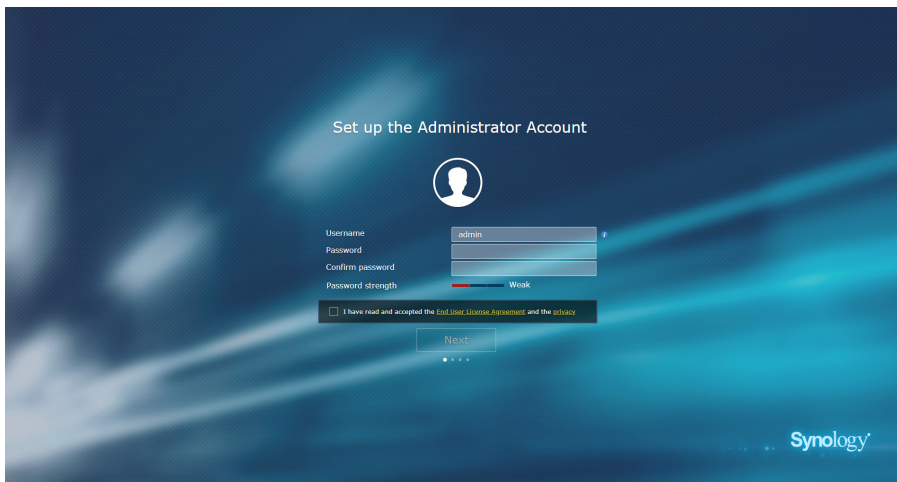 Set up the Administrator Account
Username admin
Password
Confirm password
Password strength Weak
I have read and accepted the End User License Agreement and the privacy
Next
Synology